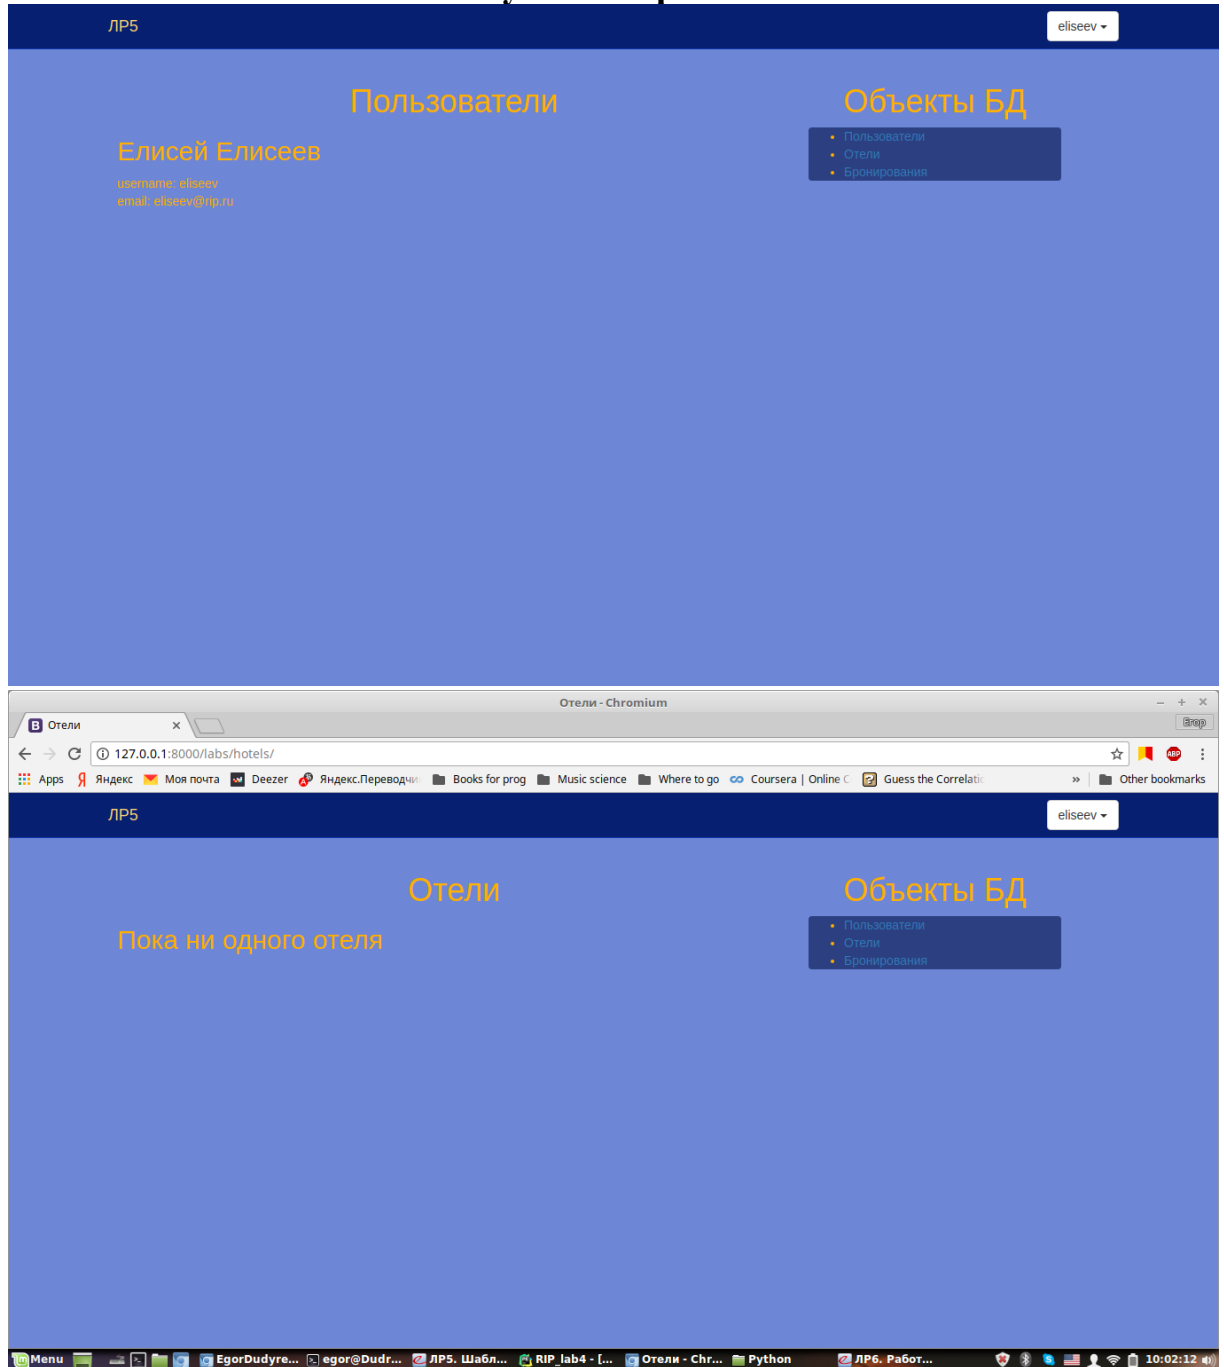 ЛР5
eliseev
Пользователи
Объекты БД
Елисей Елисеев
username: eliseev
email: eliseev@rip.ru
Пользователи
Отели
Бронирования
Отели - Chromium
Отели
Егор
127.0.0.1:8000/labs/hotels/
Apps Яндекс Моя почта Deezer Яндекс.Переводчи Books for prog Music science Where to go Coursera | Online C Guess the Correlatic » Other bookmarks
ЛР5
eliseev
Отели
Объекты БД
Пока ни одного отеля
Пользователи
Отели
Бронирования
Menu EgorDudyre... egor@Dudr... ЛР5. Шабл... RIP_lab4 - [... Отели - Chr... Python ЛР6. Работ... 10:02:12